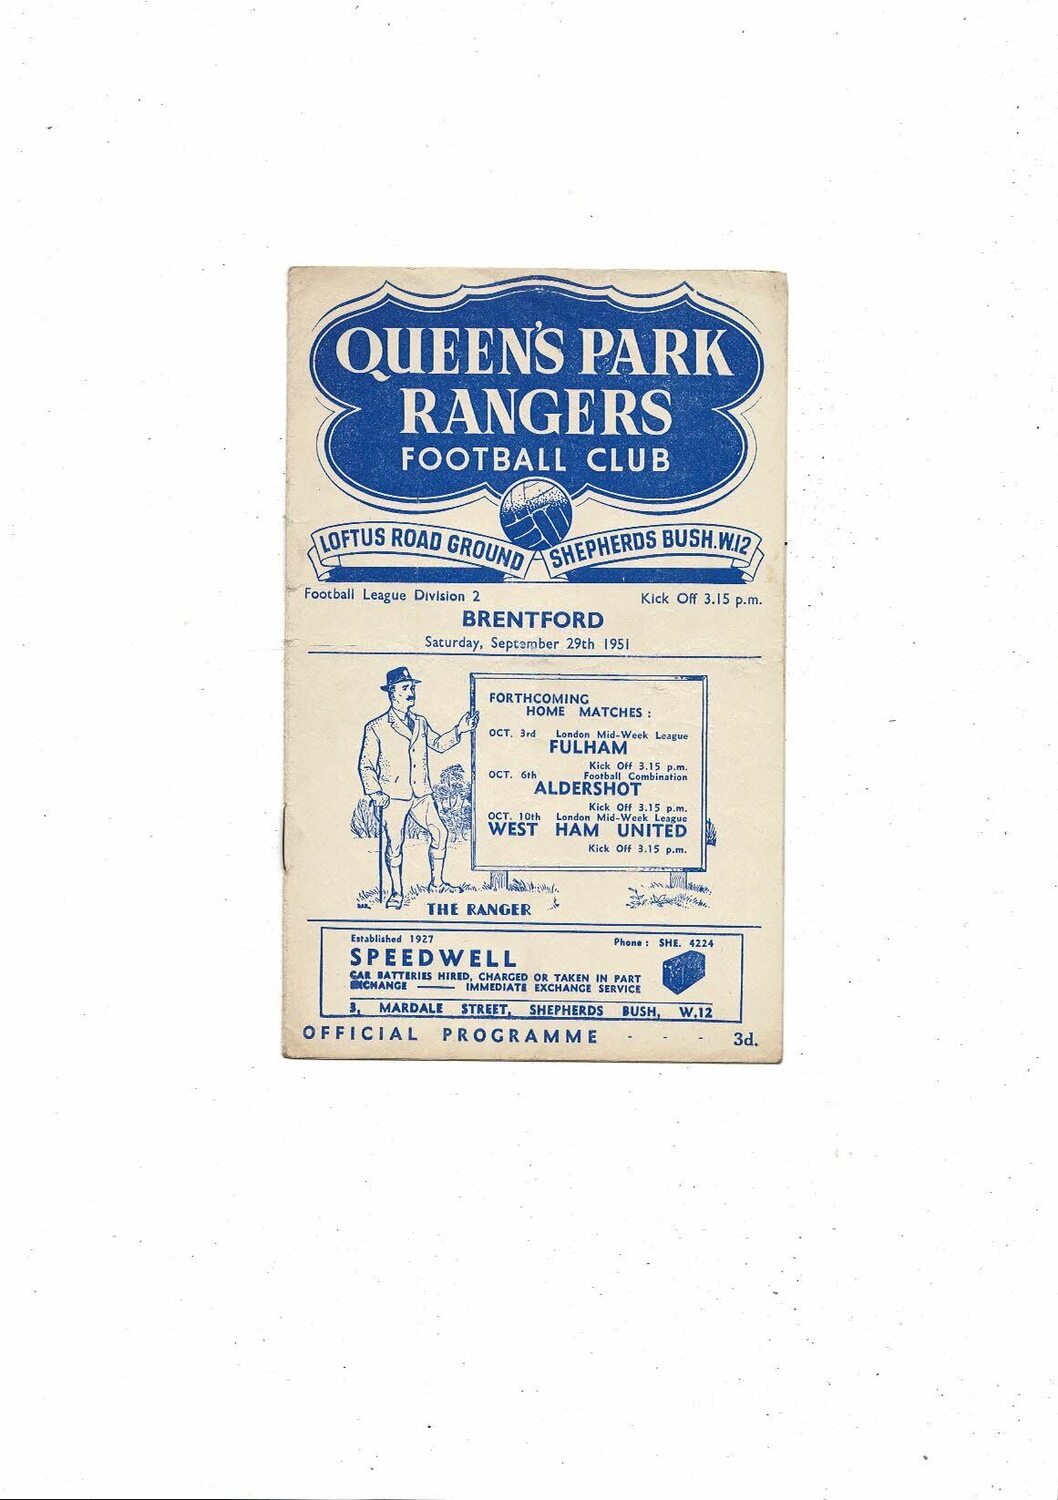 QUEEN'S PARK
RANGERS
FOOTBALL CLUB
LOFTUS ROAD GROUND SHEPHERDS BUSH.W.12
Football League Division 2 Kick Off 3.15 p.m.
BRENTFORD
Saturday, September 29th 1951
FORTHCOMING
HOME MATCHES :
OCT. 3rd London Mid-Week League
FULHAM
Kick Off 3.15 p.m.
OCT. 6th Football Combination
ALDERSHOT
Kick Off 3.15 p.m.
OCT. 10th London Mid-Week League
WEST HAM UNITED
Kick Off 3.15 p.m.
THE RANGER
Established 1927 Phone : SHE. 4224
SPEEDWELL
CAR BATTERIES HIRED, CHARGED OR TAKEN IN PART
EXCHANGE —— IMMEDIATE EXCHANGE SERVICE
3, MARDALE STREET, SHEPHERDS BUSH, W.12
OFFICIAL PROGRAMME - - - 3d.